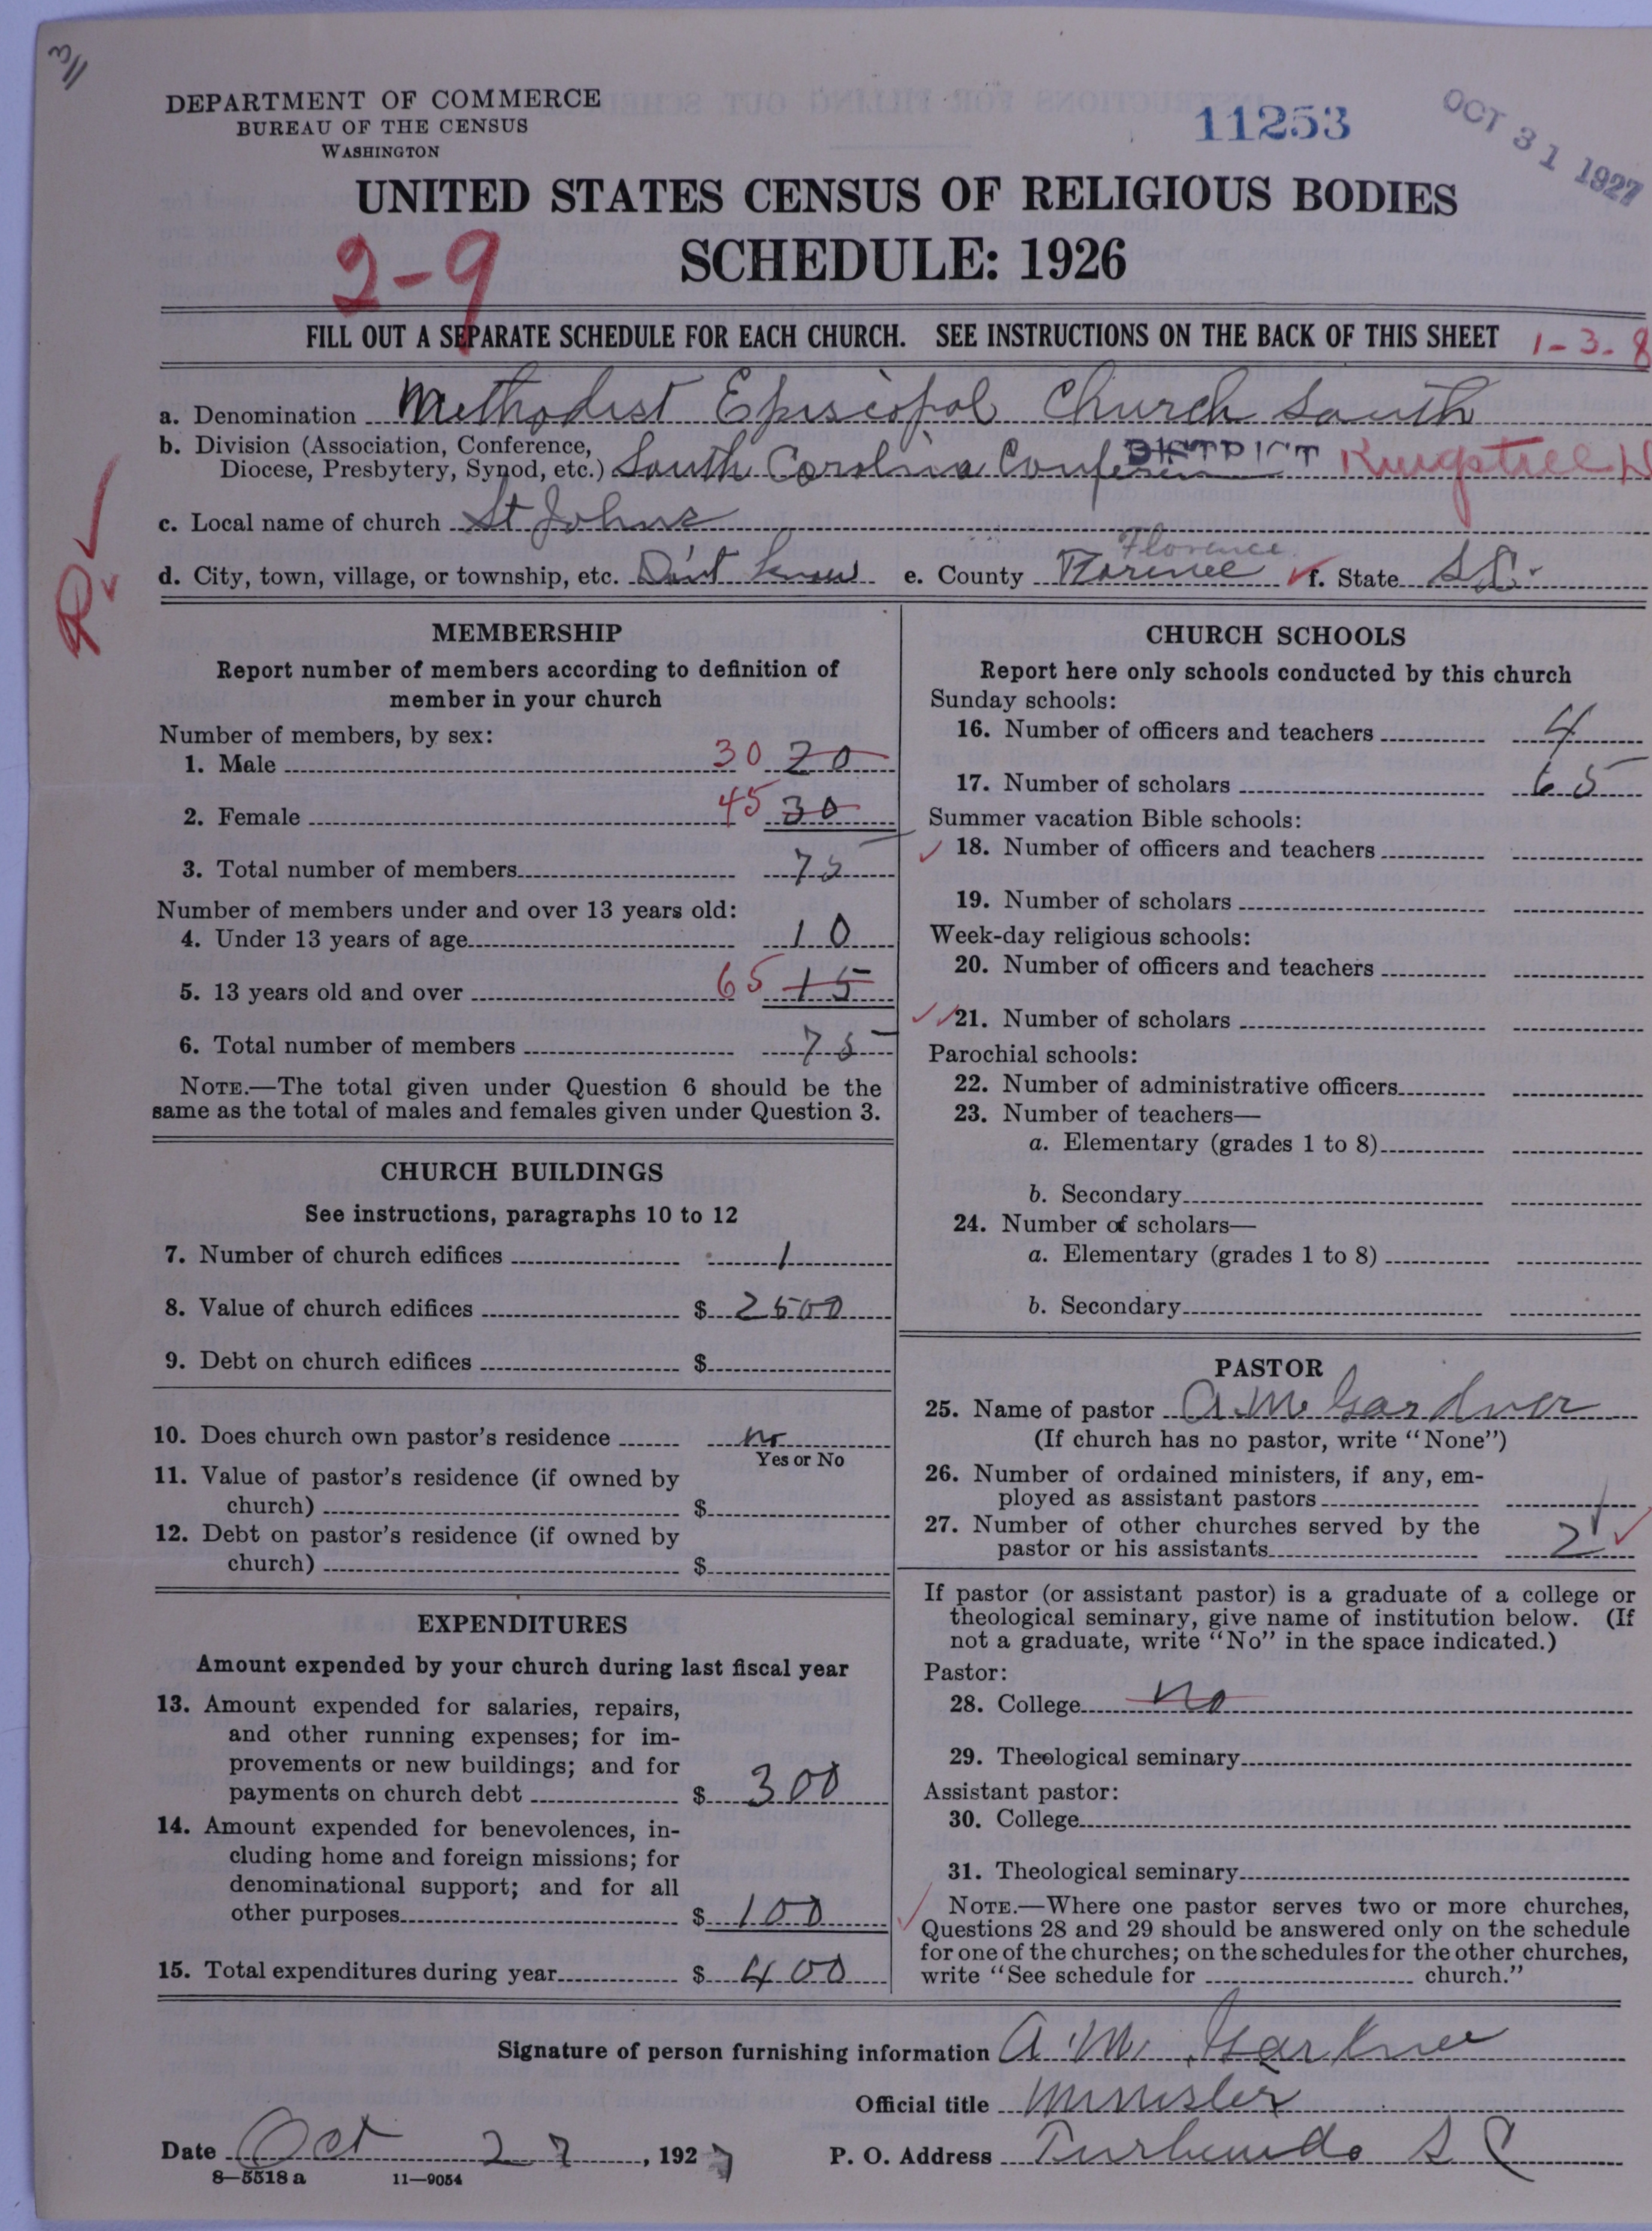 3/
DEPARTMENT OF COMMERCE
BUREAU OF THE CENSUS
WASHINGTON
11253
OCT 31 1927
UNITED STATES CENSUS OF RELIGIOUS BODIES
SCHEDULE: 1926
2-9
FILL OUT A SEPARATE SCHEDULE FOR EACH CHURCH. SEE INSTRUCTIONS ON THE BACK OF THIS SHEET 1-3-8
a. Denomination Methodist Episcopal Church South
b. Division (Association, Conference,
Diocese, Presbytery, Synod, etc.) South Carolina Conference DISTRICT Kingstree D
c. Local name of church St Johns
d. City, town, village, or township, etc. Don't know e. County Florence Florence f. State S.C.
MEMBERSHIP
Report number of members according to definition of
member in your church
Number of members, by sex:
1. Male 30 20
2. Female 45 30
3. Total number of members 75
Number of members under and over 13 years old:
4. Under 13 years of age 10
5. 13 years old and over 65 15
6. Total number of members 75
NOTE.—The total given under Question 6 should be the
same as the total of males and females given under Question 3.
CHURCH BUILDINGS
See instructions, paragraphs 10 to 12
7. Number of church edifices 1
8. Value of church edifices $ 2500
9. Debt on church edifices $
10. Does church own pastor's residence no
Yes or No
11. Value of pastor's residence (if owned by
church) $
12. Debt on pastor's residence (if owned by
church) $
EXPENDITURES
Amount expended by your church during last fiscal year
13. Amount expended for salaries, repairs,
and other running expenses; for im-
provements or new buildings; and for
payments on church debt $ 300
14. Amount expended for benevolences, in-
cluding home and foreign missions; for
denominational support; and for all
other purposes $ 100
15. Total expenditures during year $ 400
CHURCH SCHOOLS
Report here only schools conducted by this church
Sunday schools:
16. Number of officers and teachers 4
17. Number of scholars 65
Summer vacation Bible schools:
18. Number of officers and teachers
19. Number of scholars
Week-day religious schools:
20. Number of officers and teachers
21. Number of scholars
Parochial schools:
22. Number of administrative officers
23. Number of teachers—
a. Elementary (grades 1 to 8)
b. Secondary
24. Number of scholars—
a. Elementary (grades 1 to 8)
b. Secondary
PASTOR
25. Name of pastor A. M. Gardner
(If church has no pastor, write "None")
26. Number of ordained ministers, if any, em-
ployed as assistant pastors
27. Number of other churches served by the
pastor or his assistants 2
If pastor (or assistant pastor) is a graduate of a college or
theological seminary, give name of institution below. (If
not a graduate, write "No" in the space indicated.)
Pastor:
28. College no
29. Theological seminary
Assistant pastor:
30. College
31. Theological seminary
NOTE.—Where one pastor serves two or more churches,
Questions 28 and 29 should be answered only on the schedule
for one of the churches; on the schedules for the other churches,
write "See schedule for church."
Signature of person furnishing information A. M. Gardner
Official title Minister
Date Oct 27, 1927 P. O. Address S C
8—5518 a 11—9054